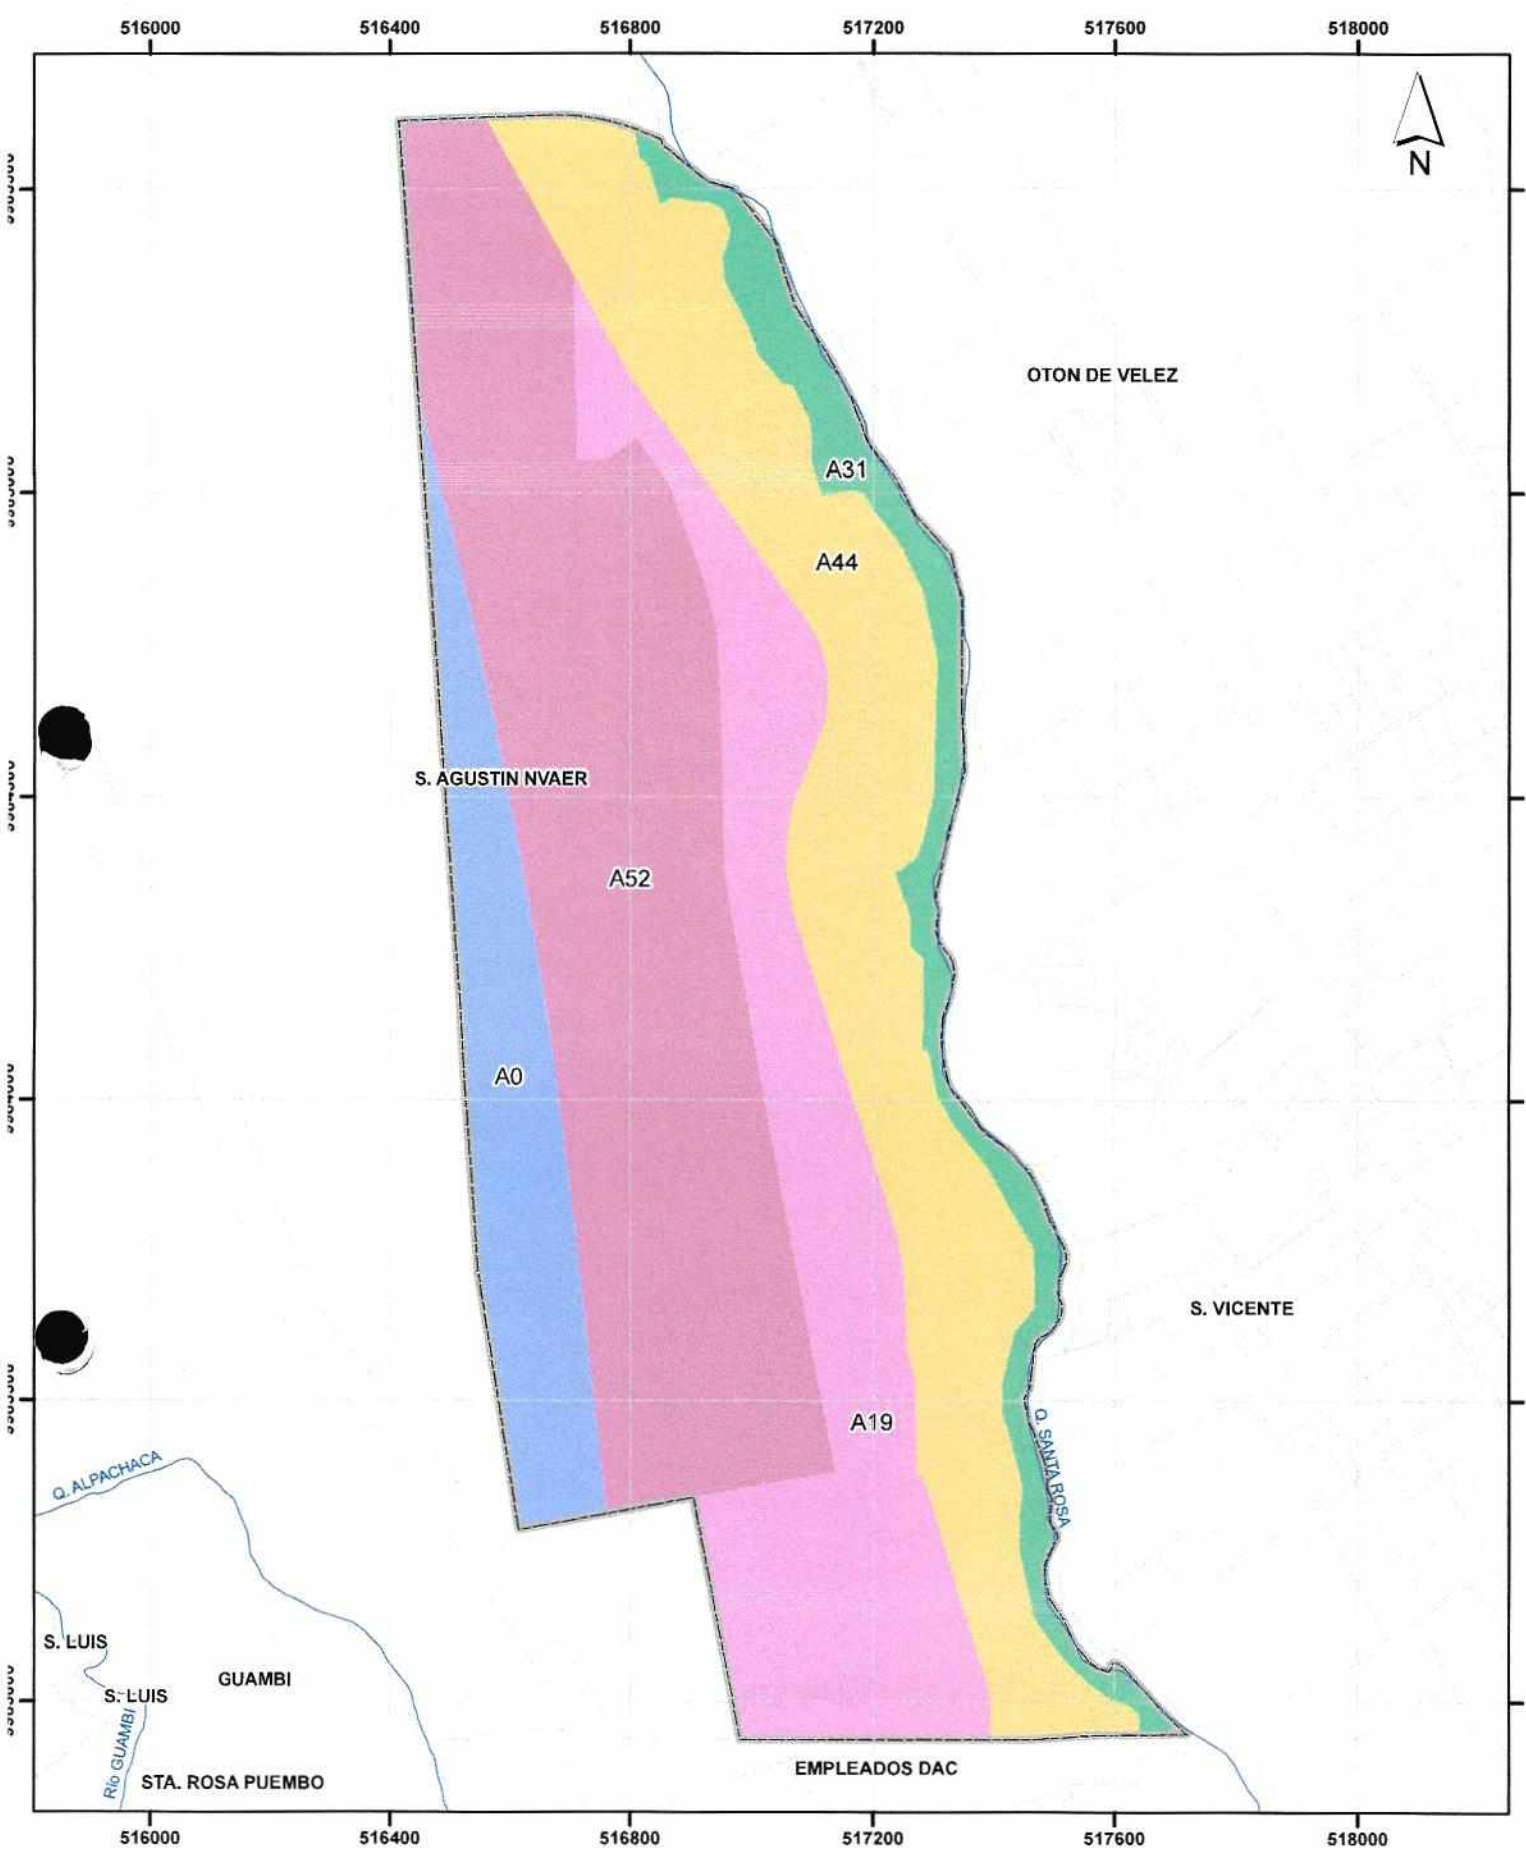 516000 516400 516800 517200 517600 518000
N
OTON DE VELEZ
A31
A44
S. AGUSTIN NVAER
A52
A0
S. VICENTE
A19
Q. SANTA ROSA
Q. ALPACHACA
S. LUIS
GUAMBI
S. LUIS
Río GUAMBI
STA. ROSA PUEMBO
EMPLEADOS DAC
516000 516400 516800 517200 517600 518000